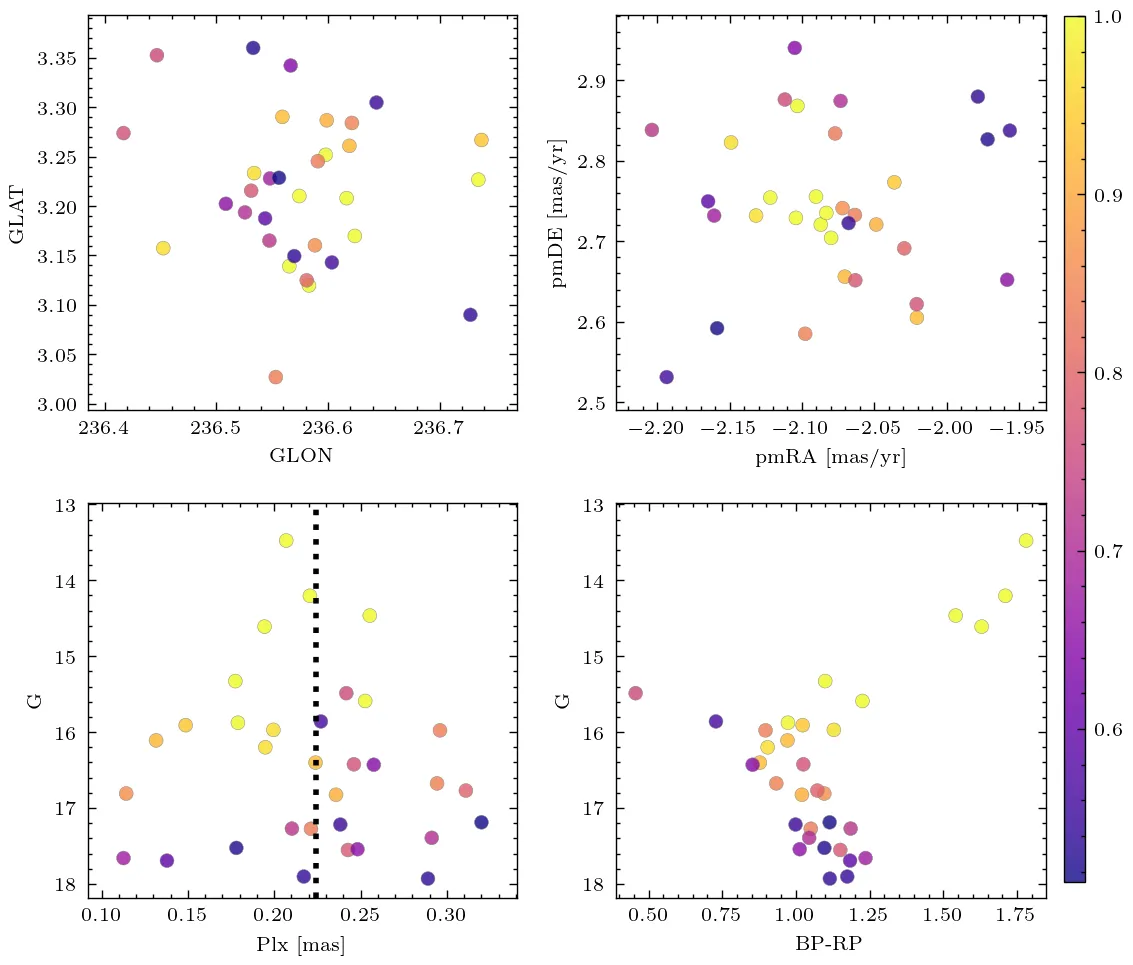 3.35
3.30
3.25
3.20
3.15
3.10
3.05
3.00
GLAT
236.4 236.5 236.6 236.7
GLON
2.9
2.8
2.7
2.6
2.5
pmDE [mas/yr]
−2.20 −2.15 −2.10 −2.05 −2.00 −1.95
pmRA [mas/yr]
13
14
15
16
17
18
G
0.10 0.15 0.20 0.25 0.30
Plx [mas]
13
14
15
16
17
18
G
0.50 0.75 1.00 1.25 1.50 1.75
BP-RP
1.0
0.9
0.8
0.7
0.6